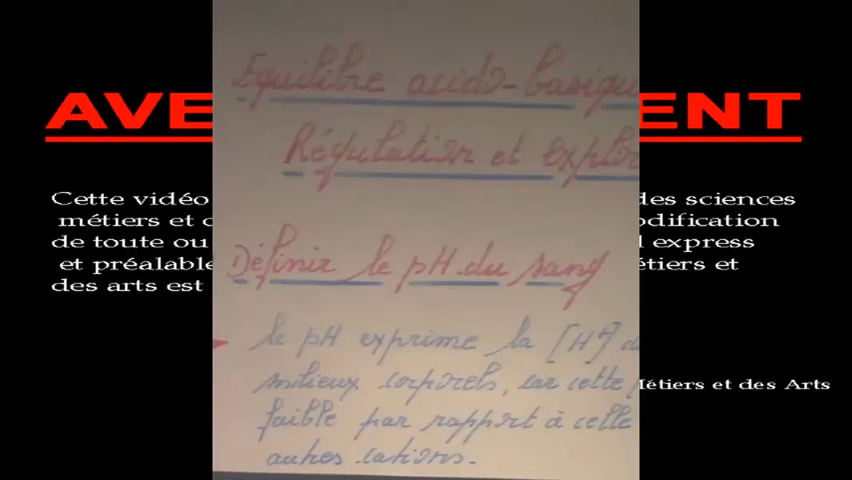 Equilibre acido-basiqu
Régulation et explor
Définir le pH du sang
le pH exprime la [H+] d
milieux corporels, car cette
faible par rapport à celle
autres cations.
AVE ENT
Cette vidéo des sciences
métiers et odification
de toute ou express
et préalable étiers et
des arts est
Métiers et des Arts